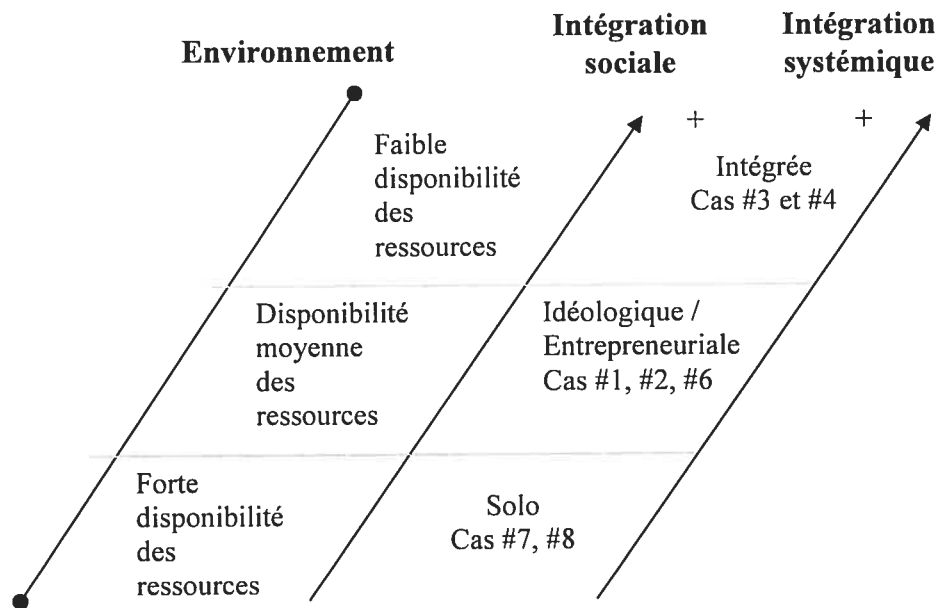 Environnement
Intégration
sociale
Intégration
systémique
+
+
Faible
disponibilité
des
ressources
Intégrée
Cas #3 et #4
Disponibilité
moyenne
des
ressources
Idéologique /
Entrepreneuriale
Cas #1, #2, #6
Forte
disponibilité
des
ressources
Solo
Cas #7, #8